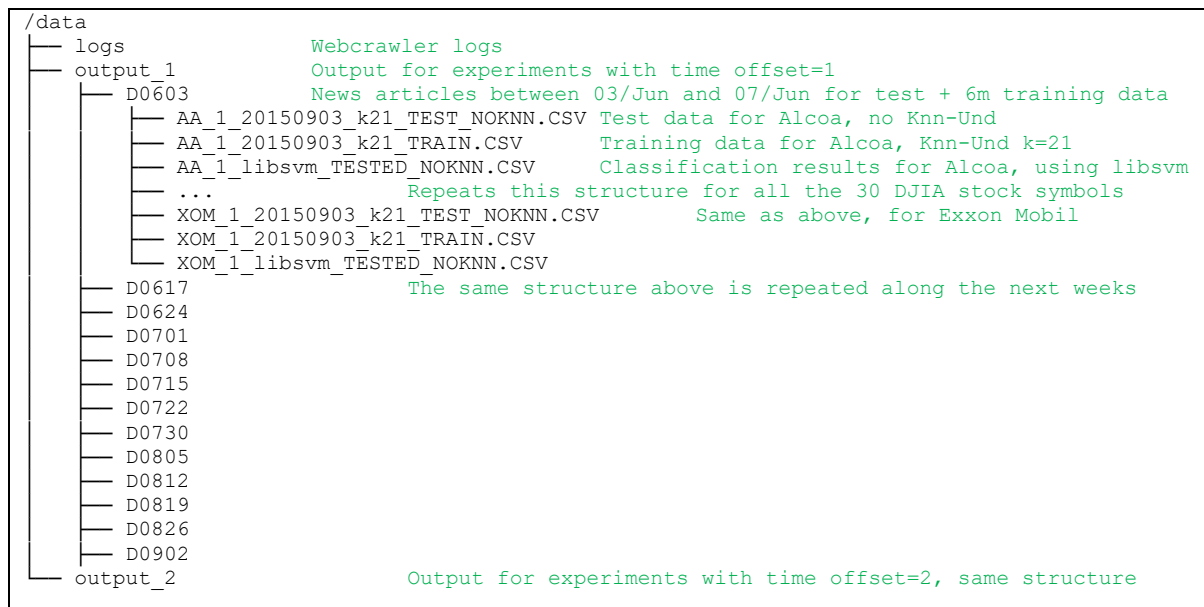 /data
├── logs Webcrawler logs
├── output_1 Output for experiments with time offset=1
│ ├── D0603 News articles between 03/Jun and 07/Jun for test + 6m training data
│ │ ├── AA_1_20150903_k21_TEST_NOKNN.CSV Test data for Alcoa, no Knn-Und
│ │ ├── AA_1_20150903_k21_TRAIN.CSV Training data for Alcoa, Knn-Und k=21
│ │ ├── AA_1_libsvm_TESTED_NOKNN.CSV Classification results for Alcoa, using libsvm
│ │ ├── ... Repeats this structure for all the 30 DJIA stock symbols
│ │ ├── XOM_1_20150903_k21_TEST_NOKNN.CSV Same as above, for Exxon Mobil
│ │ ├── XOM_1_20150903_k21_TRAIN.CSV
│ │ └── XOM_1_libsvm_TESTED_NOKNN.CSV
│ ├── D0617 The same structure above is repeated along the next weeks
│ ├── D0624
│ ├── D0701
│ ├── D0708
│ ├── D0715
│ ├── D0722
│ ├── D0730
│ ├── D0805
│ ├── D0812
│ ├── D0819
│ ├── D0826
│ ├── D0902
└── output_2 Output for experiments with time offset=2, same structure